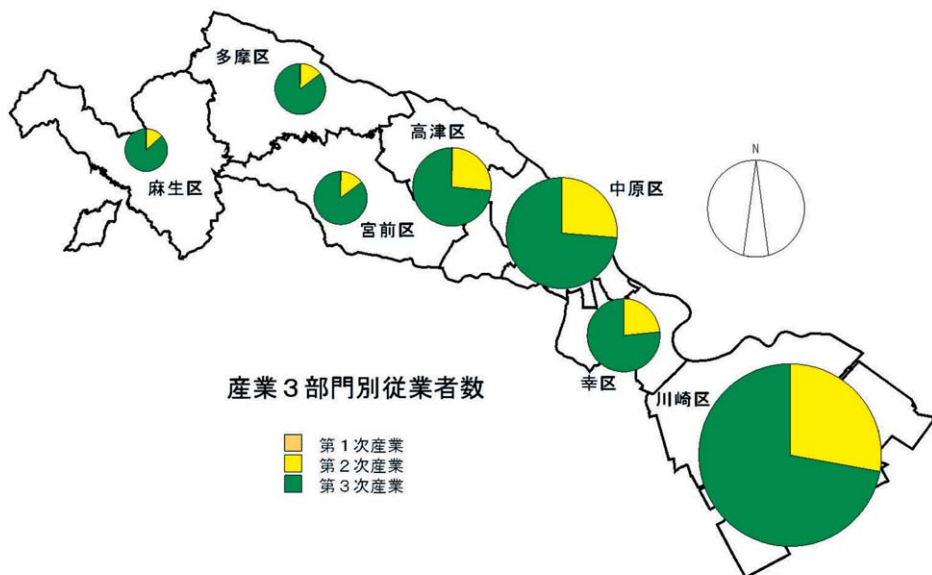 多摩区
高津区
N
中原区
麻生区
宮前区
幸区
川崎区
産業３部門別従業者数
第１次産業
第２次産業
第３次産業